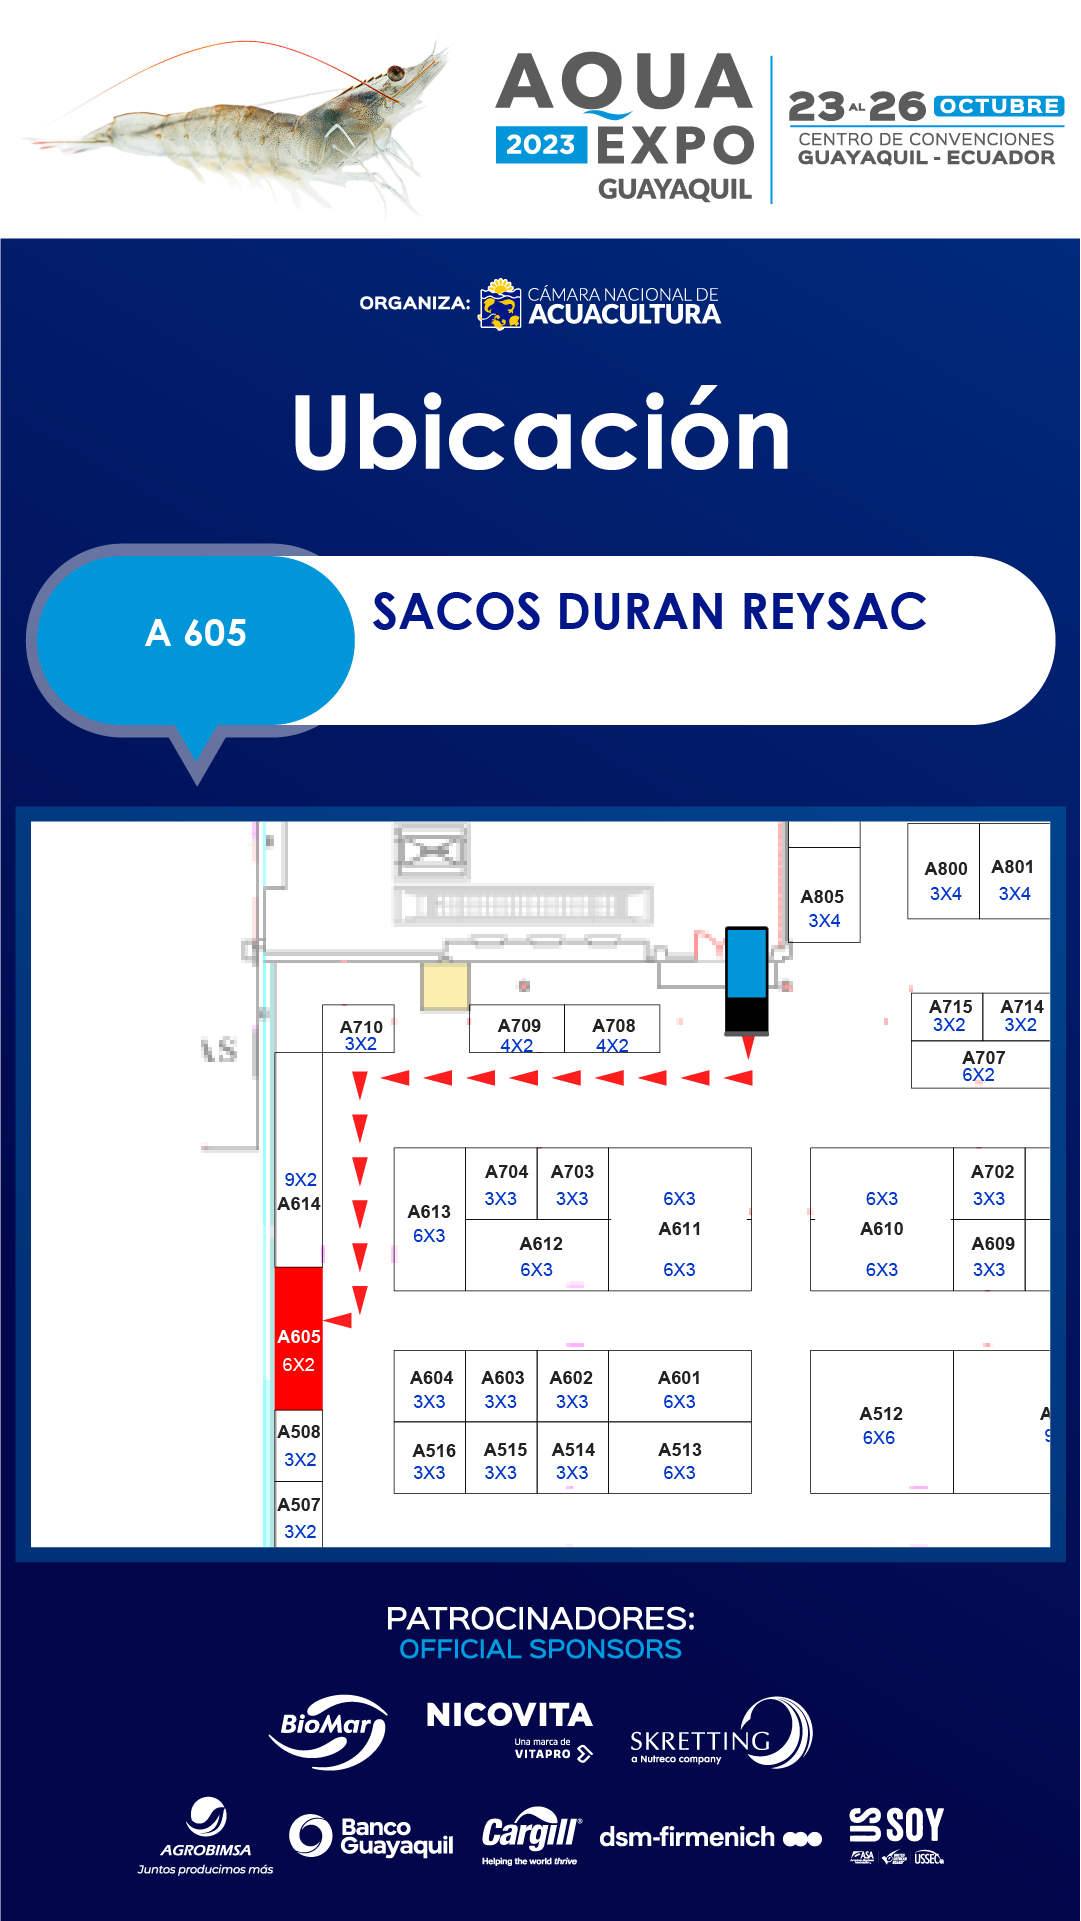 AQUA
2023 EXPO
GUAYAQUIL
23 AL 26 OCTUBRE
CENTRO DE CONVENCIONES
GUAYAQUIL - ECUADOR
ORGANIZA:
CÁMARA NACIONAL DE
ACUACULTURA
Ubicación
A 605
SACOS DURAN REYSAC
A805
3X4
A800
3X4
A801
3X4
A710
3X2
A709
4X2
A708
4X2
A715
3X2
A714
3X2
A707
6X2
AS
9X2
A614
A613
6X3
A704
3X3
A703
3X3
A612
6X3
6X3
A611
6X3
6X3
A610
6X3
A702
3X3
A609
3X3
A605
6X2
A508
3X2
A507
3X2
A604
3X3
A603
3X3
A602
3X3
A601
6X3
A516
3X3
A515
3X3
A514
3X3
A513
6X3
A512
6X6
A
9
PATROCINADORES:
OFFICIAL SPONSORS
BioMar
NICOVITA
Una marca de
VITAPRO
SKRETTING
a Nutreco company
AGROBIMSA
Juntos producimos más
Banco
Guayaquil
Cargill®
Helping the world thrive
dsm-firmenich
US SOY
ASA
USSEC